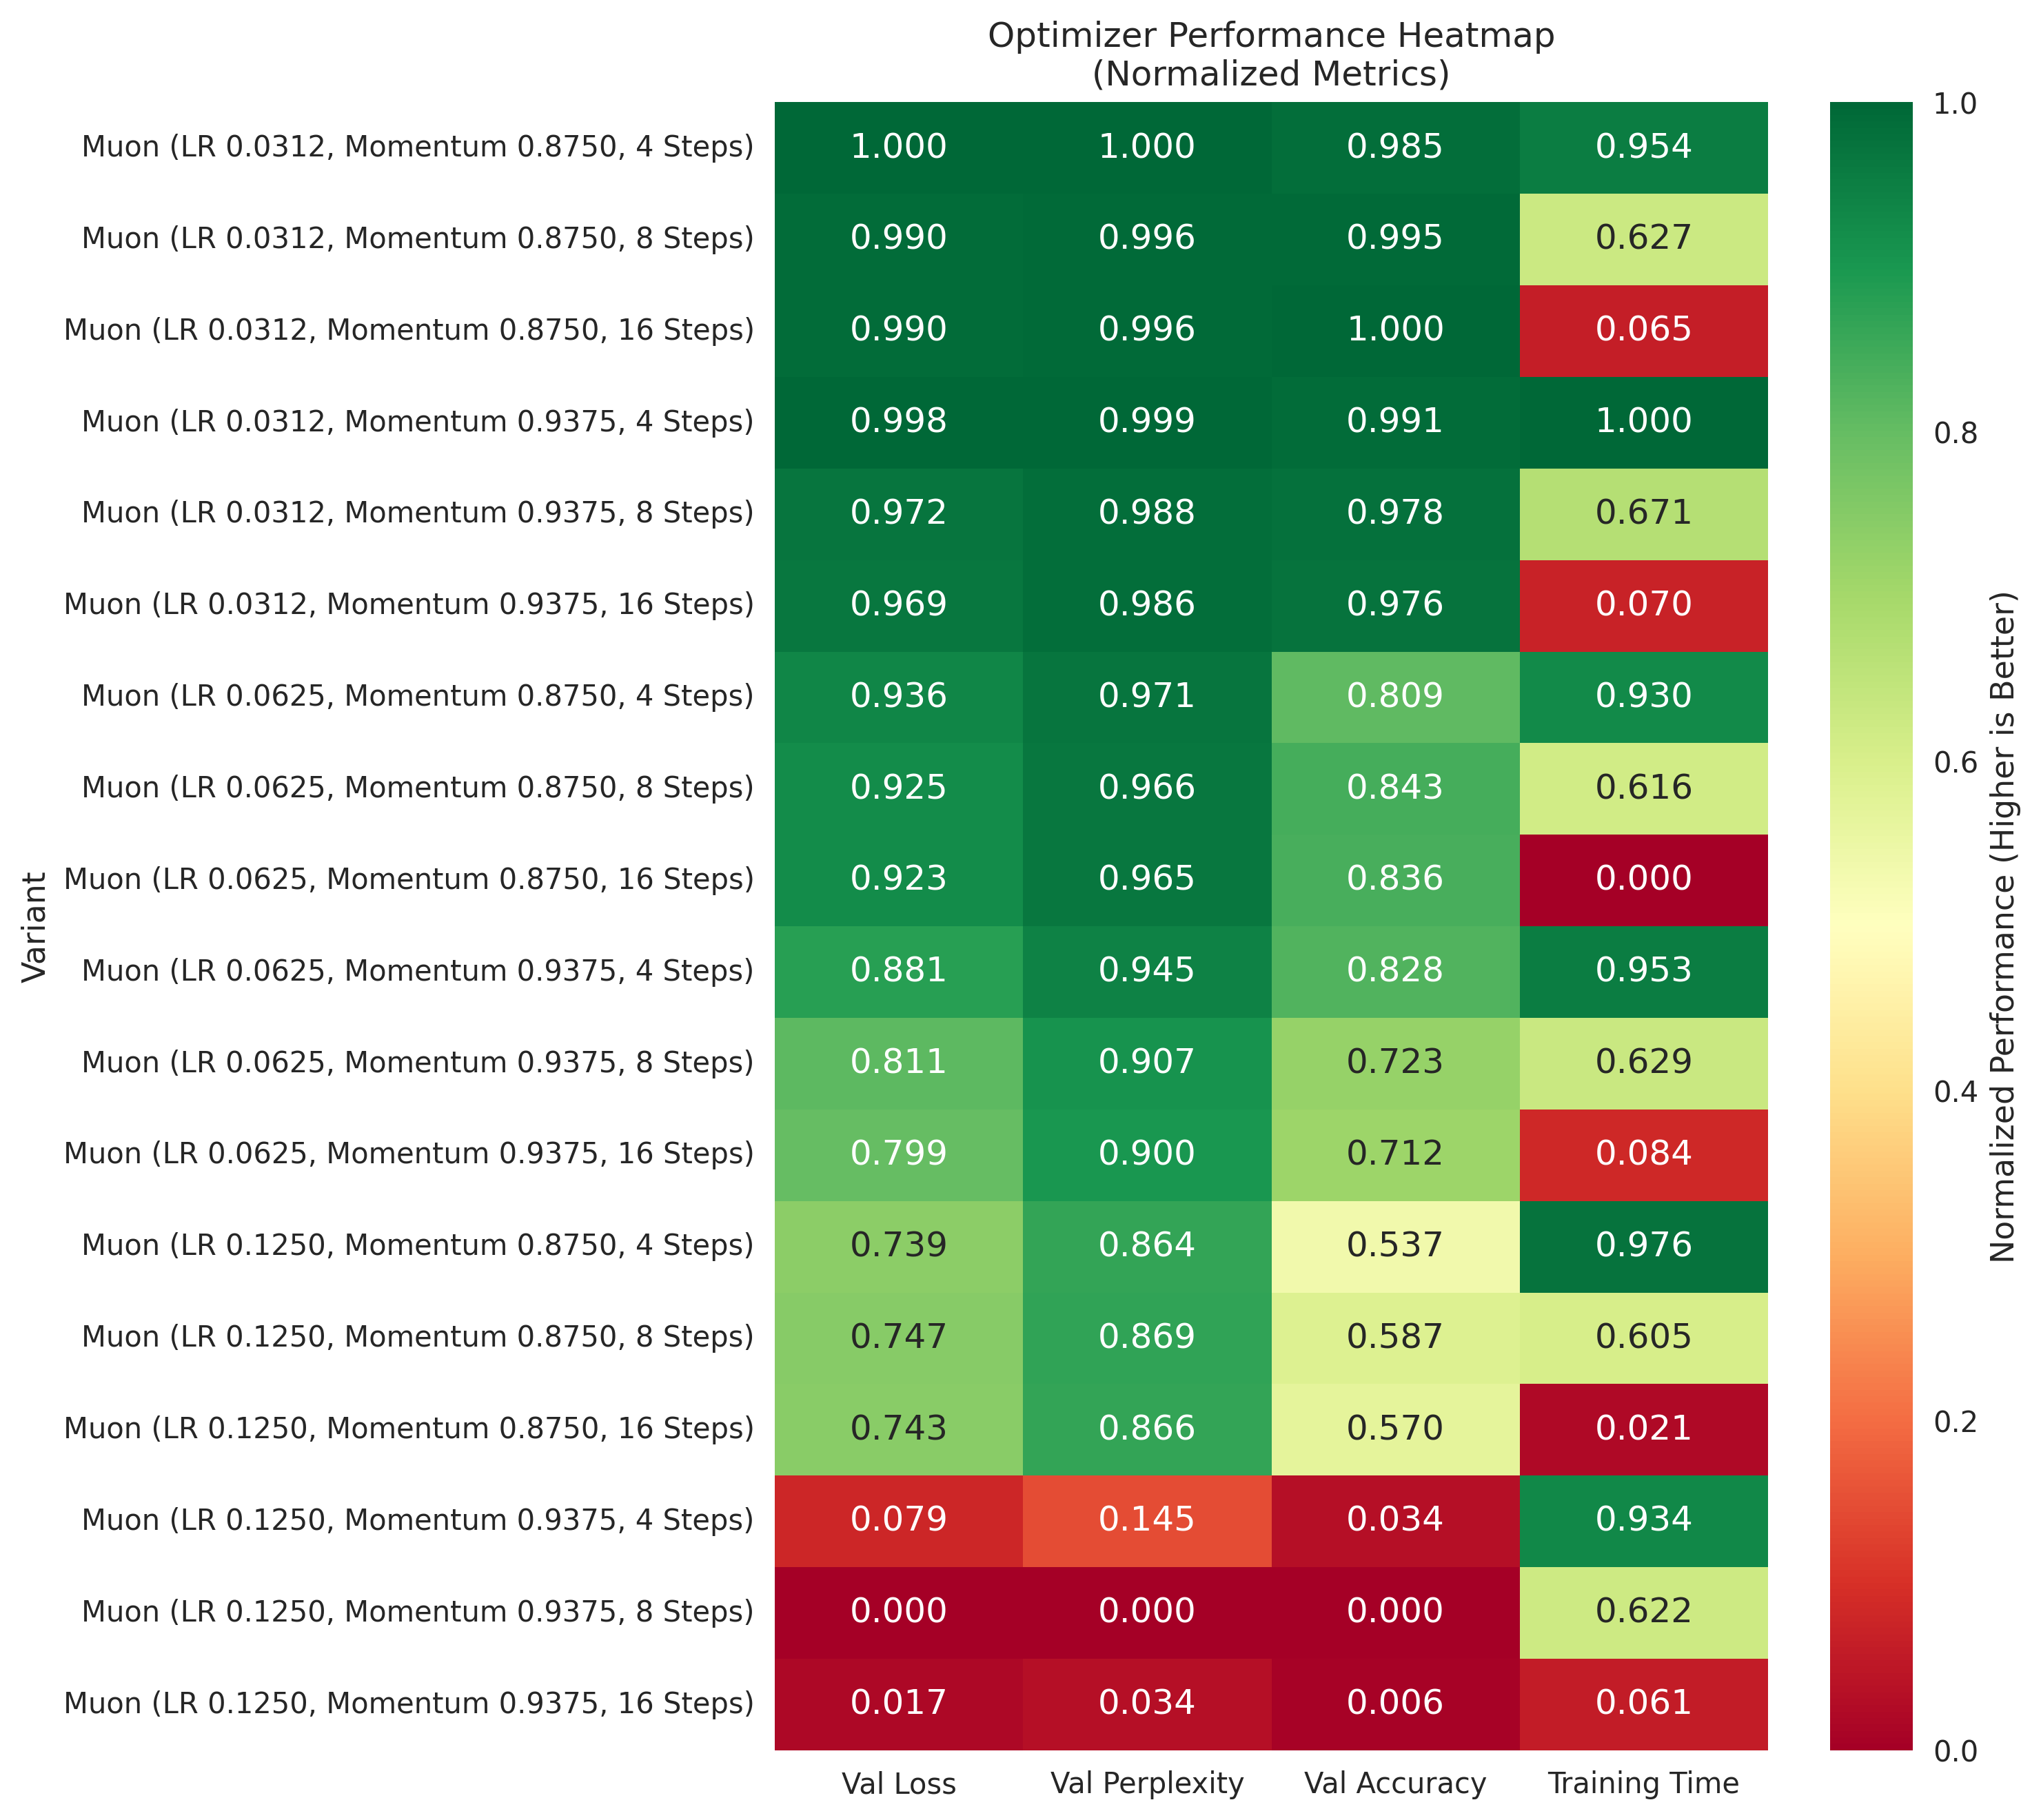 Optimizer Performance Heatmap
(Normalized Metrics)
Variant
Muon (LR 0.0312, Momentum 0.8750, 4 Steps) 1.000 1.000 0.985 0.954
Muon (LR 0.0312, Momentum 0.8750, 8 Steps) 0.990 0.996 0.995 0.627
Muon (LR 0.0312, Momentum 0.8750, 16 Steps) 0.990 0.996 1.000 0.065
Muon (LR 0.0312, Momentum 0.9375, 4 Steps) 0.998 0.999 0.991 1.000
Muon (LR 0.0312, Momentum 0.9375, 8 Steps) 0.972 0.988 0.978 0.671
Muon (LR 0.0312, Momentum 0.9375, 16 Steps) 0.969 0.986 0.976 0.070
Muon (LR 0.0625, Momentum 0.8750, 4 Steps) 0.936 0.971 0.809 0.930
Muon (LR 0.0625, Momentum 0.8750, 8 Steps) 0.925 0.966 0.843 0.616
Muon (LR 0.0625, Momentum 0.8750, 16 Steps) 0.923 0.965 0.836 0.000
Muon (LR 0.0625, Momentum 0.9375, 4 Steps) 0.881 0.945 0.828 0.953
Muon (LR 0.0625, Momentum 0.9375, 8 Steps) 0.811 0.907 0.723 0.629
Muon (LR 0.0625, Momentum 0.9375, 16 Steps) 0.799 0.900 0.712 0.084
Muon (LR 0.1250, Momentum 0.8750, 4 Steps) 0.739 0.864 0.537 0.976
Muon (LR 0.1250, Momentum 0.8750, 8 Steps) 0.747 0.869 0.587 0.605
Muon (LR 0.1250, Momentum 0.8750, 16 Steps) 0.743 0.866 0.570 0.021
Muon (LR 0.1250, Momentum 0.9375, 4 Steps) 0.079 0.145 0.034 0.934
Muon (LR 0.1250, Momentum 0.9375, 8 Steps) 0.000 0.000 0.000 0.622
Muon (LR 0.1250, Momentum 0.9375, 16 Steps) 0.017 0.034 0.006 0.061
Val Loss Val Perplexity Val Accuracy Training Time
1.0
0.8
0.6
0.4
0.2
0.0
Normalized Performance (Higher is Better)